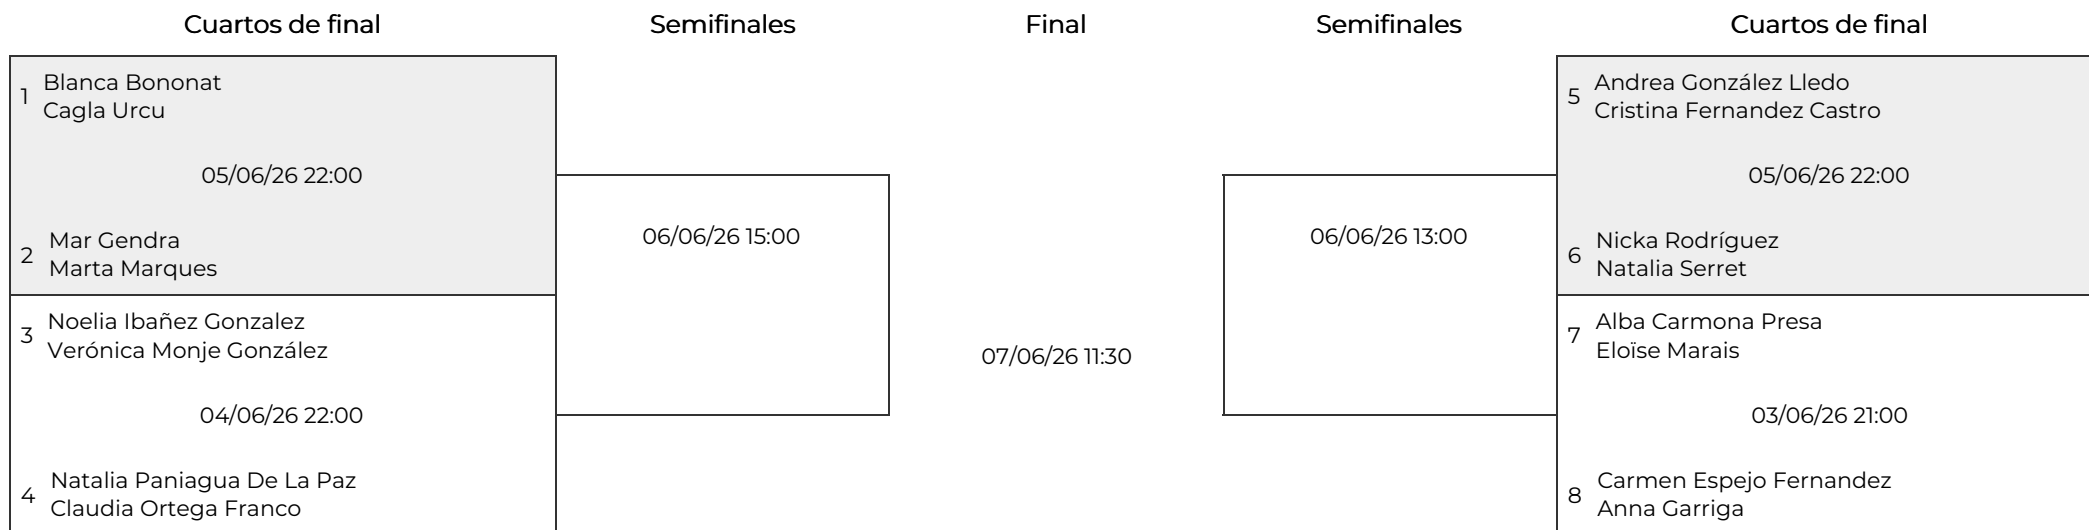 Cuartos de final
Semifinales
Final
Semifinales
Cuartos de final
1
Blanca Bononat
Cagla Urcu
05/06/26 22:00
2
Mar Gendra
Marta Marques
3
Noelia Ibañez Gonzalez
Verónica Monje González
04/06/26 22:00
4
Natalia Paniagua De La Paz
Claudia Ortega Franco
06/06/26 15:00
07/06/26 11:30
06/06/26 13:00
5
Andrea González Lledo
Cristina Fernandez Castro
05/06/26 22:00
6
Nicka Rodríguez
Natalia Serret
7
Alba Carmona Presa
Eloïse Marais
03/06/26 21:00
8
Carmen Espejo Fernandez
Anna Garriga